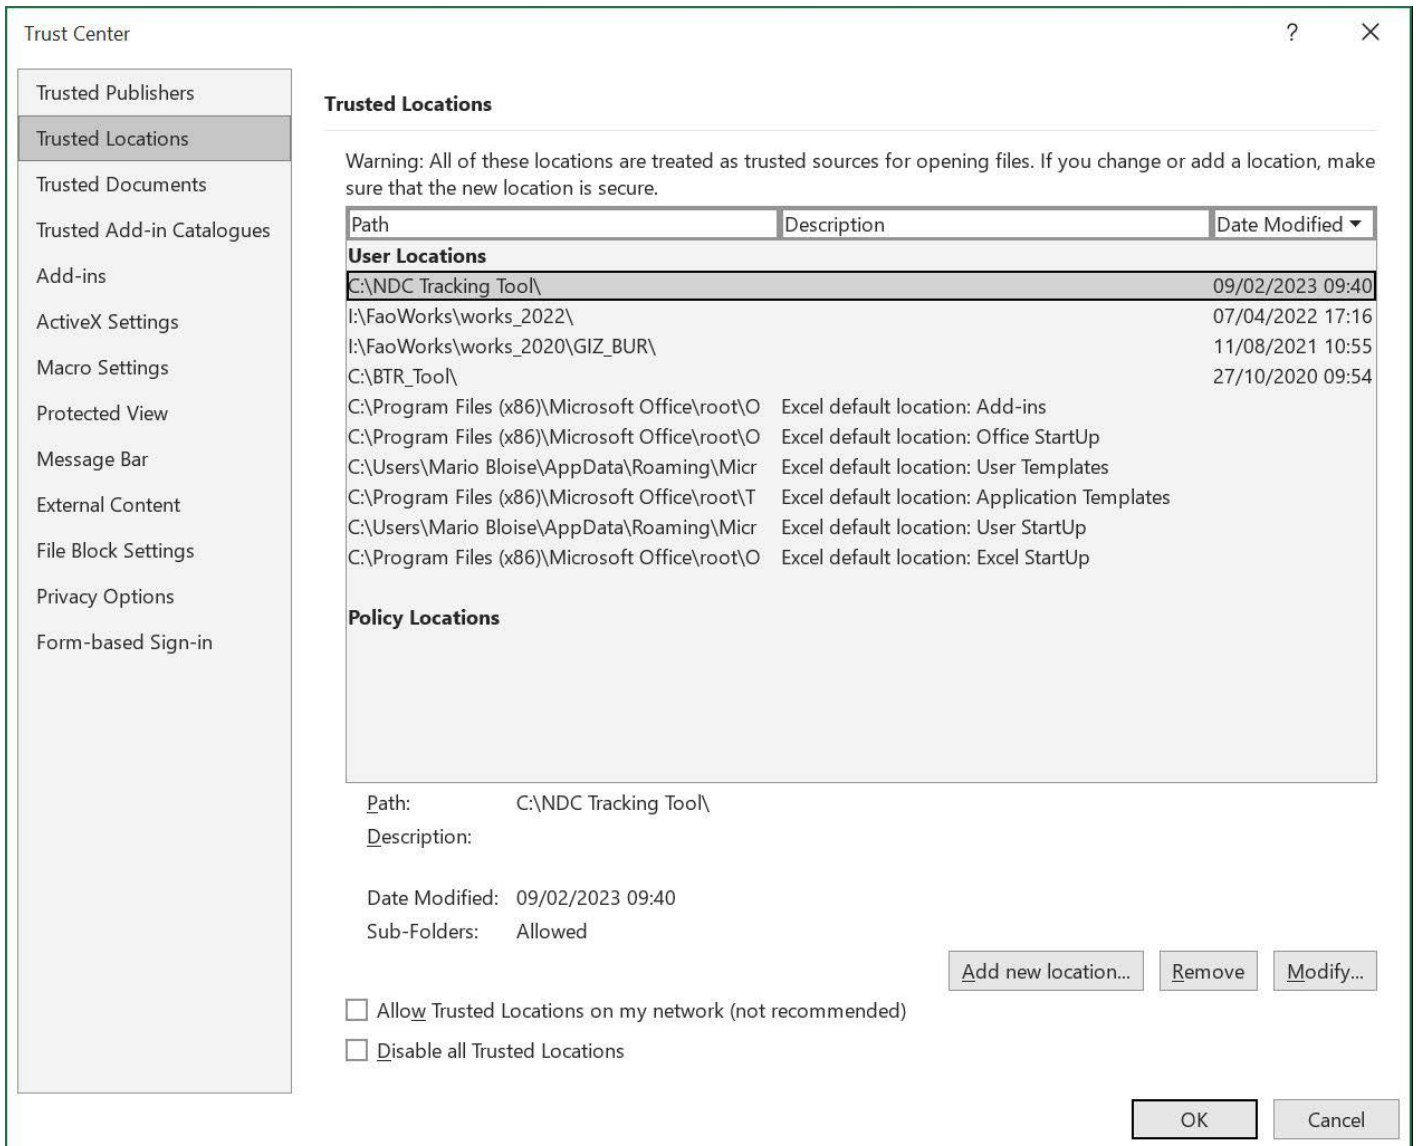 Trust Center
?
Trusted Publishers
Trusted Locations
Trusted Documents
Trusted Add-in Catalogues
Add-ins
ActiveX Settings
Macro Settings
Protected View
Message Bar
External Content
File Block Settings
Privacy Options
Form-based Sign-in
Trusted Locations
Warning: All of these locations are treated as trusted sources for opening files. If you change or add a location, make
sure that the new location is secure.
Path Description Date Modified
User Locations
C:\NDC Tracking Tool\ 09/02/2023 09:40
I:\FaoWorks\works_2022\ 07/04/2022 17:16
I:\FaoWorks\works_2020\GIZ_BUR\ 11/08/2021 10:55
C:\BTR_Tool\ 27/10/2020 09:54
C:\Program Files (x86)\Microsoft Office\root\O Excel default location: Add-ins
C:\Program Files (x86)\Microsoft Office\root\O Excel default location: Office StartUp
C:\Users\Mario Bloise\AppData\Roaming\Micr Excel default location: User Templates
C:\Program Files (x86)\Microsoft Office\root\T Excel default location: Application Templates
C:\Users\Mario Bloise\AppData\Roaming\Micr Excel default location: User StartUp
C:\Program Files (x86)\Microsoft Office\root\O Excel default location: Excel StartUp
Policy Locations
Path: C:\NDC Tracking Tool\
Description:
Date Modified: 09/02/2023 09:40
Sub-Folders: Allowed
Add new location... Remove Modify...
Allow Trusted Locations on my network (not recommended)
Disable all Trusted Locations
OK Cancel